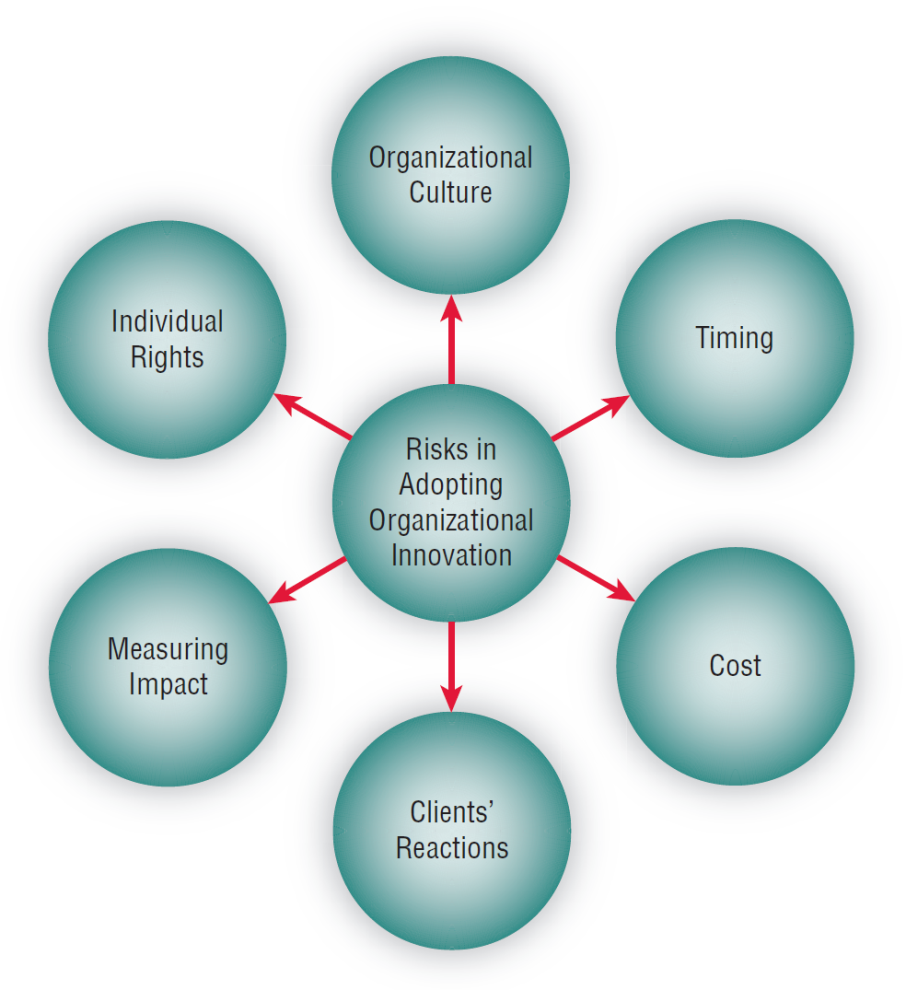 Organizational
Culture
Individual
Rights
Timing
Risks in
Adopting
Organizational
Innovation
Measuring
Impact
Cost
Clients’
Reactions